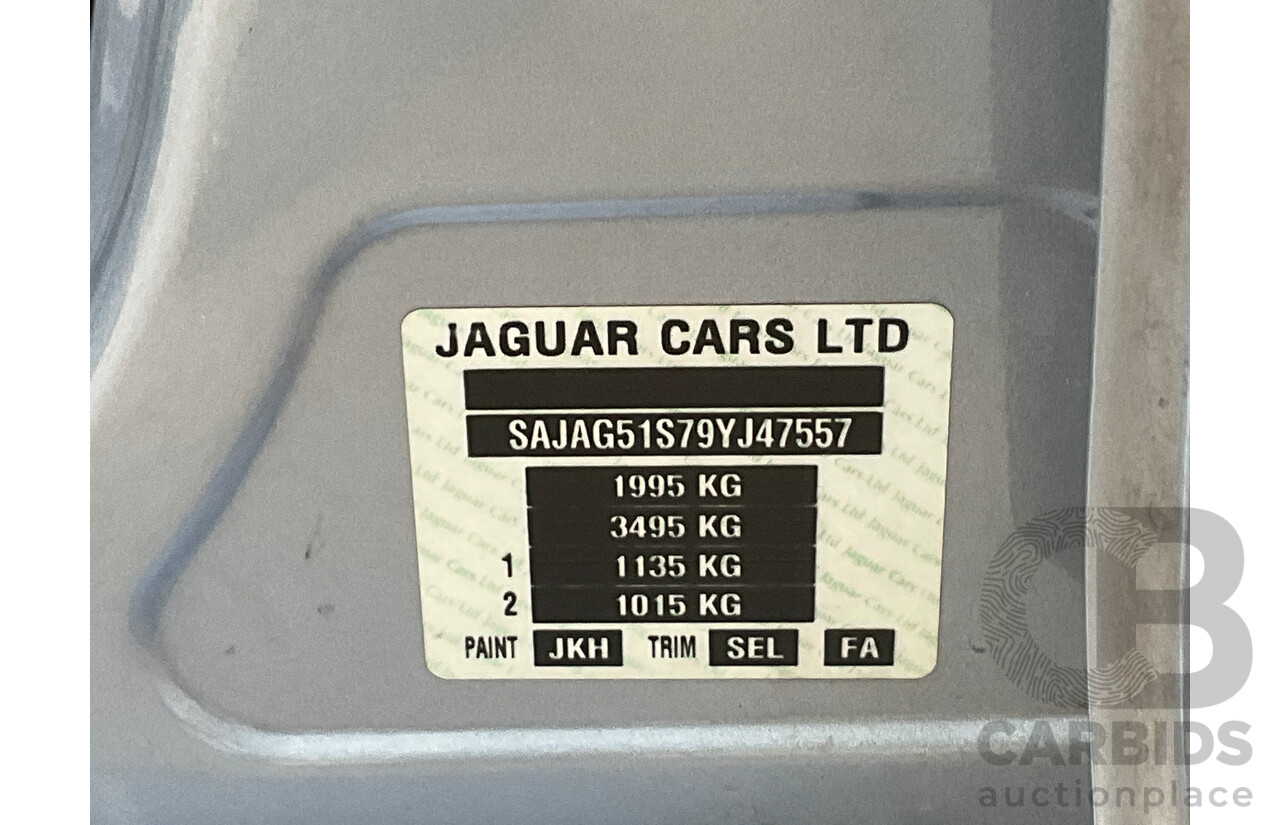 JAGUAR CARS LTD
SAJAG51S79YJ47557
1995 KG
3495 KG
1 1135 KG
2 1015 KG
PAINT JKH TRIM SEL FA
CB
CARBIDS
auctionplace